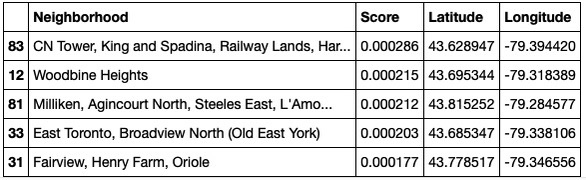 Neighborhood Score Latitude Longitude
83 CN Tower, King and Spadina, Railway Lands, Har... 0.000286 43.628947 -79.394420
12 Woodbine Heights 0.000215 43.695344 -79.318389
81 Milliken, Agincourt North, Steeles East, L'Amo... 0.000212 43.815252 -79.284577
33 East Toronto, Broadview North (Old East York) 0.000203 43.685347 -79.338106
31 Fairview, Henry Farm, Oriole 0.000177 43.778517 -79.346556